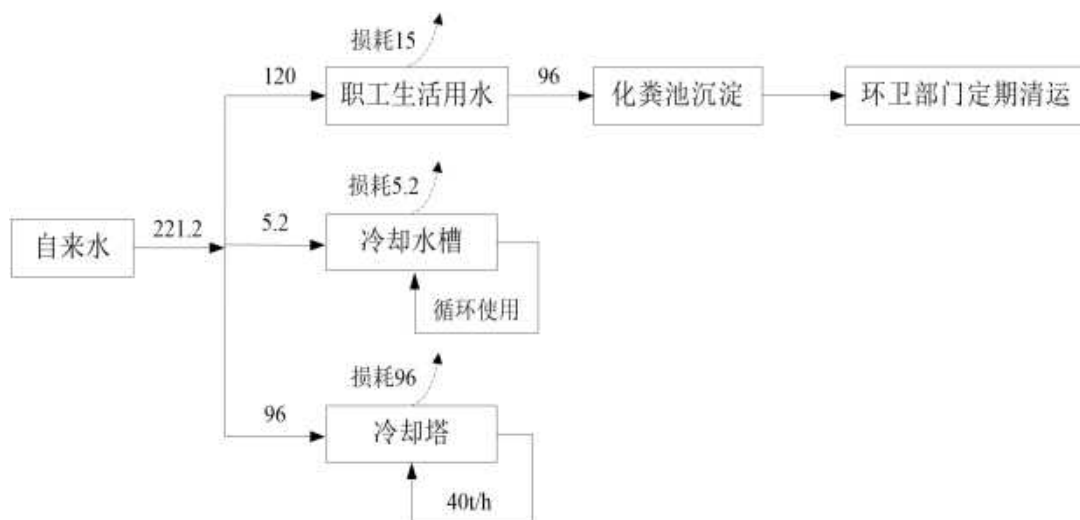 损耗15
120
职工生活用水
96
化粪池沉淀
环卫部门定期清运
损耗5.2
自来水
221.2
5.2
冷却水槽
循环使用
损耗96
96
冷却塔
40t/h